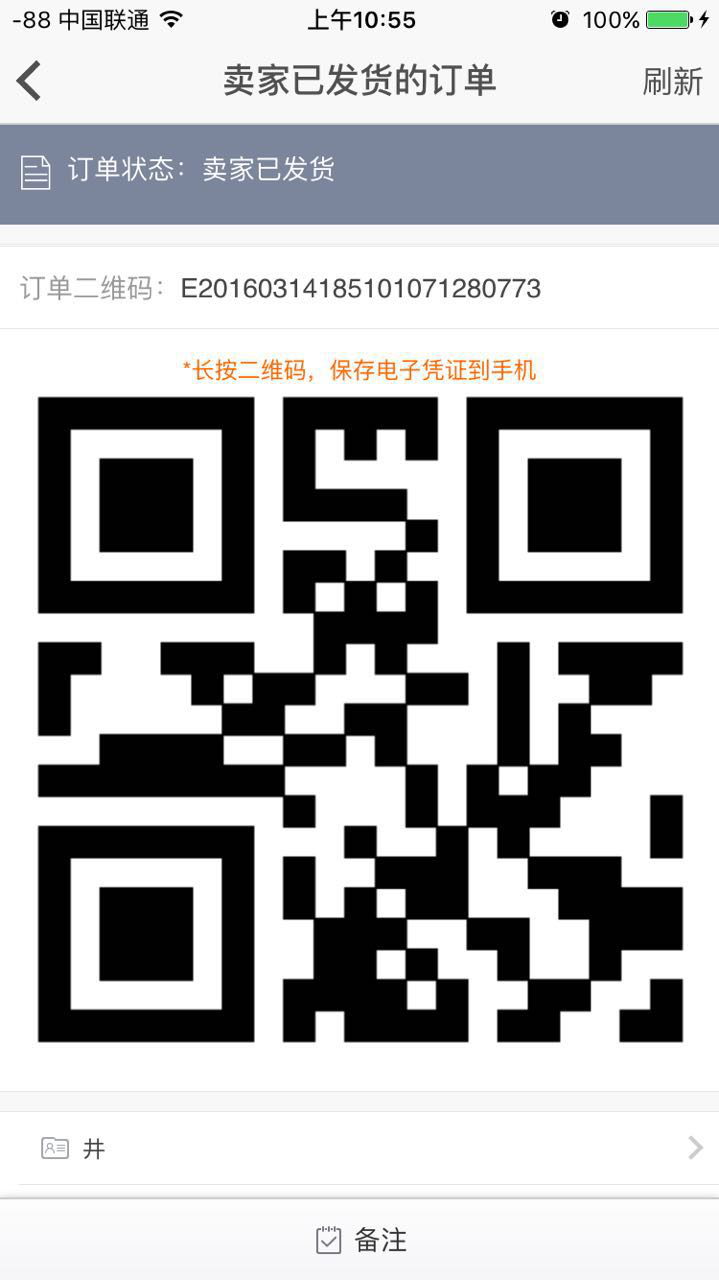 -88 中国联通 上午10:55 100%
卖家已发货的订单 刷新
订单状态：卖家已发货
订单二维码：E20160314185101071280773
*长按二维码，保存电子凭证到手机
井
备注